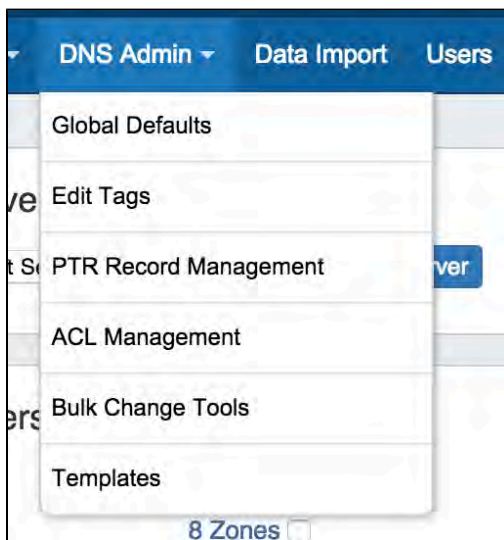 DNS Admin Data Import Users
Global Defaults
Edit Tags
PTR Record Management
ACL Management
Bulk Change Tools
Templates
8 Zones